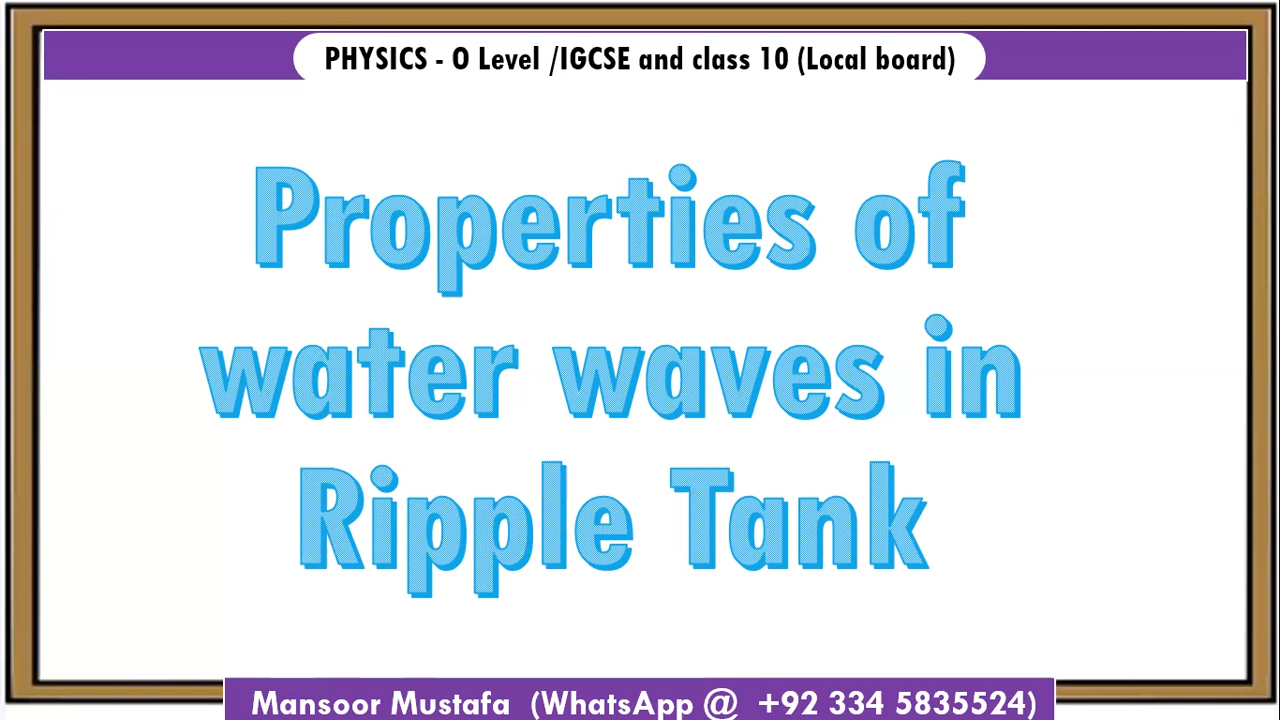 PHYSICS - O Level /IGCSE and class 10 (Local board)
Properties of
water waves in
Ripple Tank
Mansoor Mustafa (WhatsApp @ +92 334 5835524)